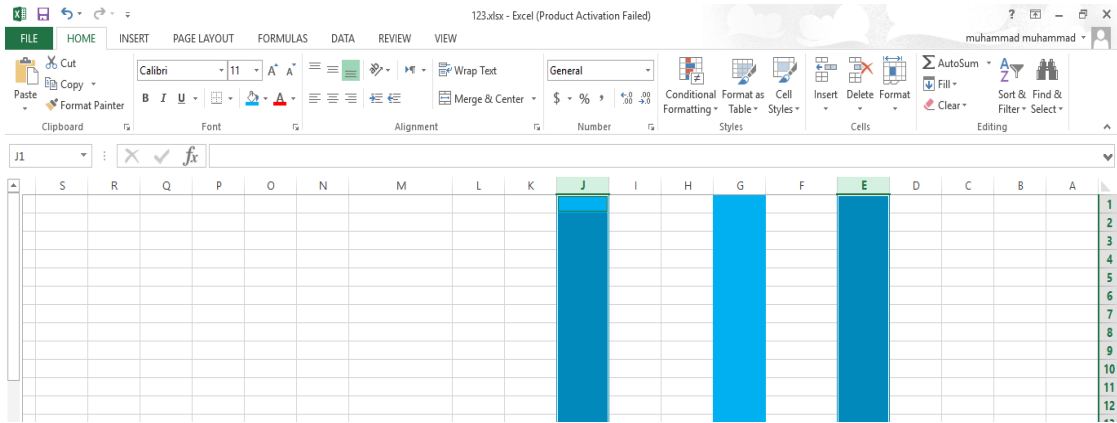 123.xlsx - Excel (Product Activation Failed)
FILE HOME INSERT PAGE LAYOUT FORMULAS DATA REVIEW VIEW muhammad muhammad
Paste Cut Copy Format Painter
Calibri 11
B I U A
Wrap Text
Merge & Center
General
$ % ,
Conditional Formatting
Format as Table
Cell Styles
Insert Delete Format
AutoSum
Fill
Clear
Sort & Filter
Find & Select
Clipboard Font Alignment Number Styles Cells Editing
J1 fx
S R Q P O N M L K J I H G F E D C B A
1
2
3
4
5
6
7
8
9
10
11
12